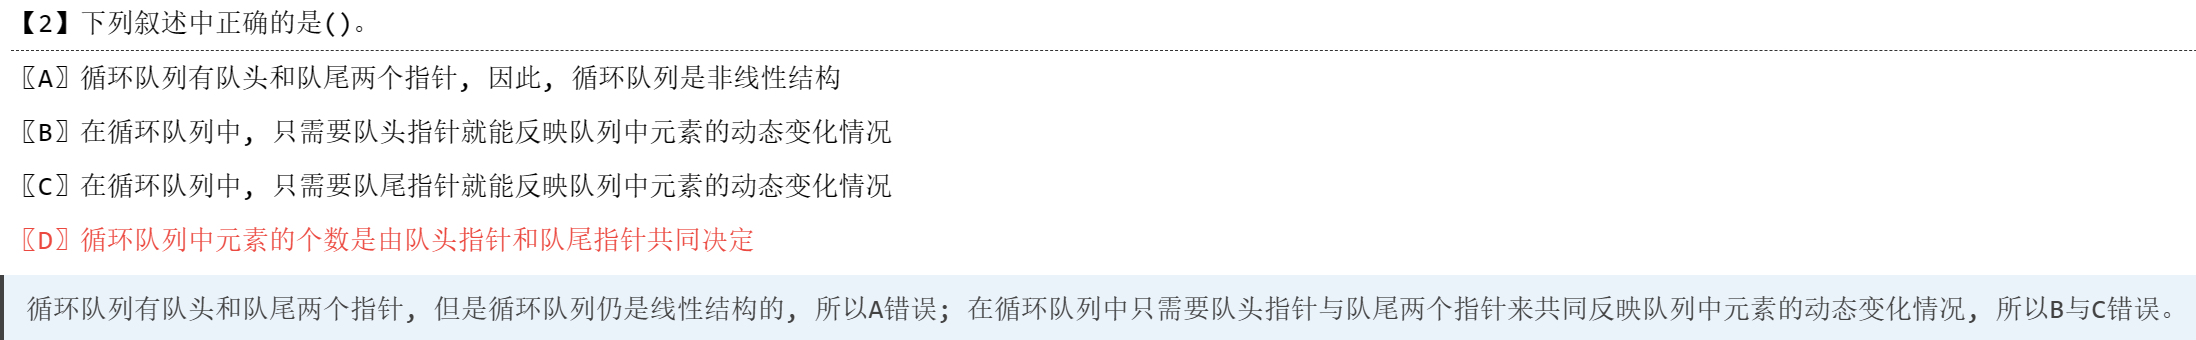 【2】下列叙述中正确的是()。
〖A〗循环队列有队头和队尾两个指针, 因此, 循环队列是非线性结构
〖B〗在循环队列中, 只需要队头指针就能反映队列中元素的动态变化情况
〖C〗在循环队列中, 只需要队尾指针就能反映队列中元素的动态变化情况
〖D〗循环队列中元素的个数是由队头指针和队尾指针共同决定
循环队列有队头和队尾两个指针, 但是循环队列仍是线性结构的, 所以A错误; 在循环队列中只需要队头指针与队尾两个指针来共同反映队列中元素的动态变化情况, 所以B与C错误。